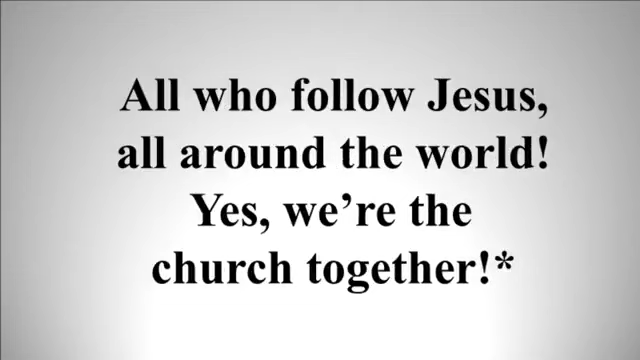 All who follow Jesus,
all around the world!
Yes, we’re the
church together!*